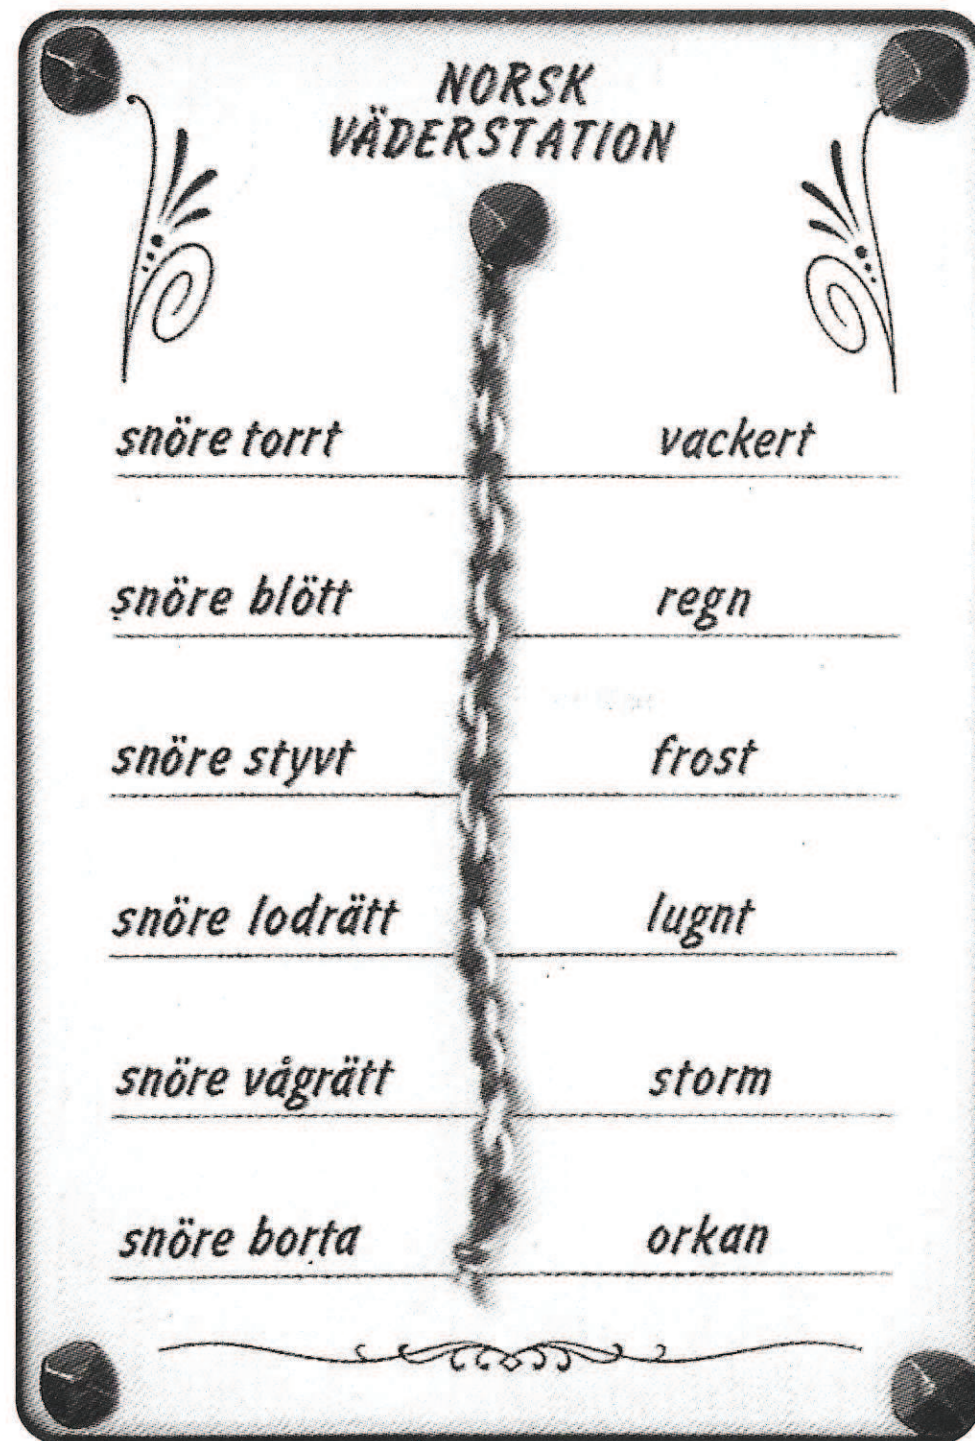 NORSK
VÄDERSTATION
snöre torrt vackert
snöre blött regn
snöre styvt frost
snöre lodrätt lugnt
snöre vågrätt storm
snöre borta orkan